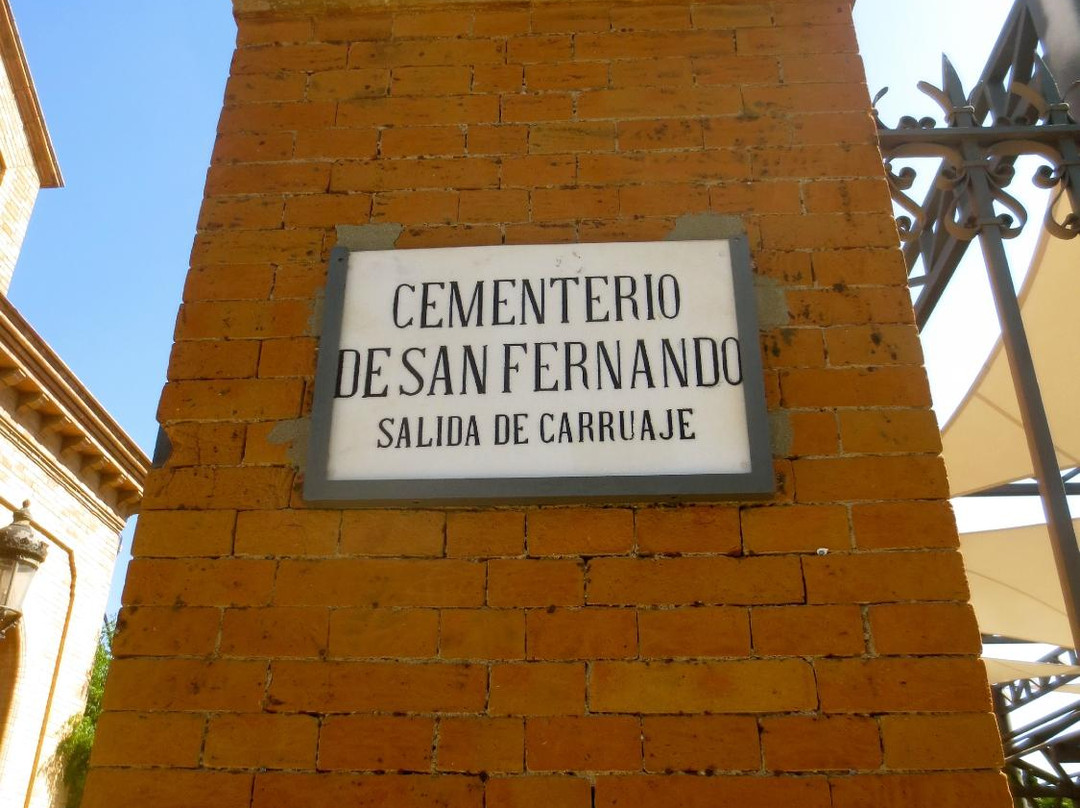 CEMENTERIO
DE SAN FERNANDO
SALIDA DE CARRUAJE